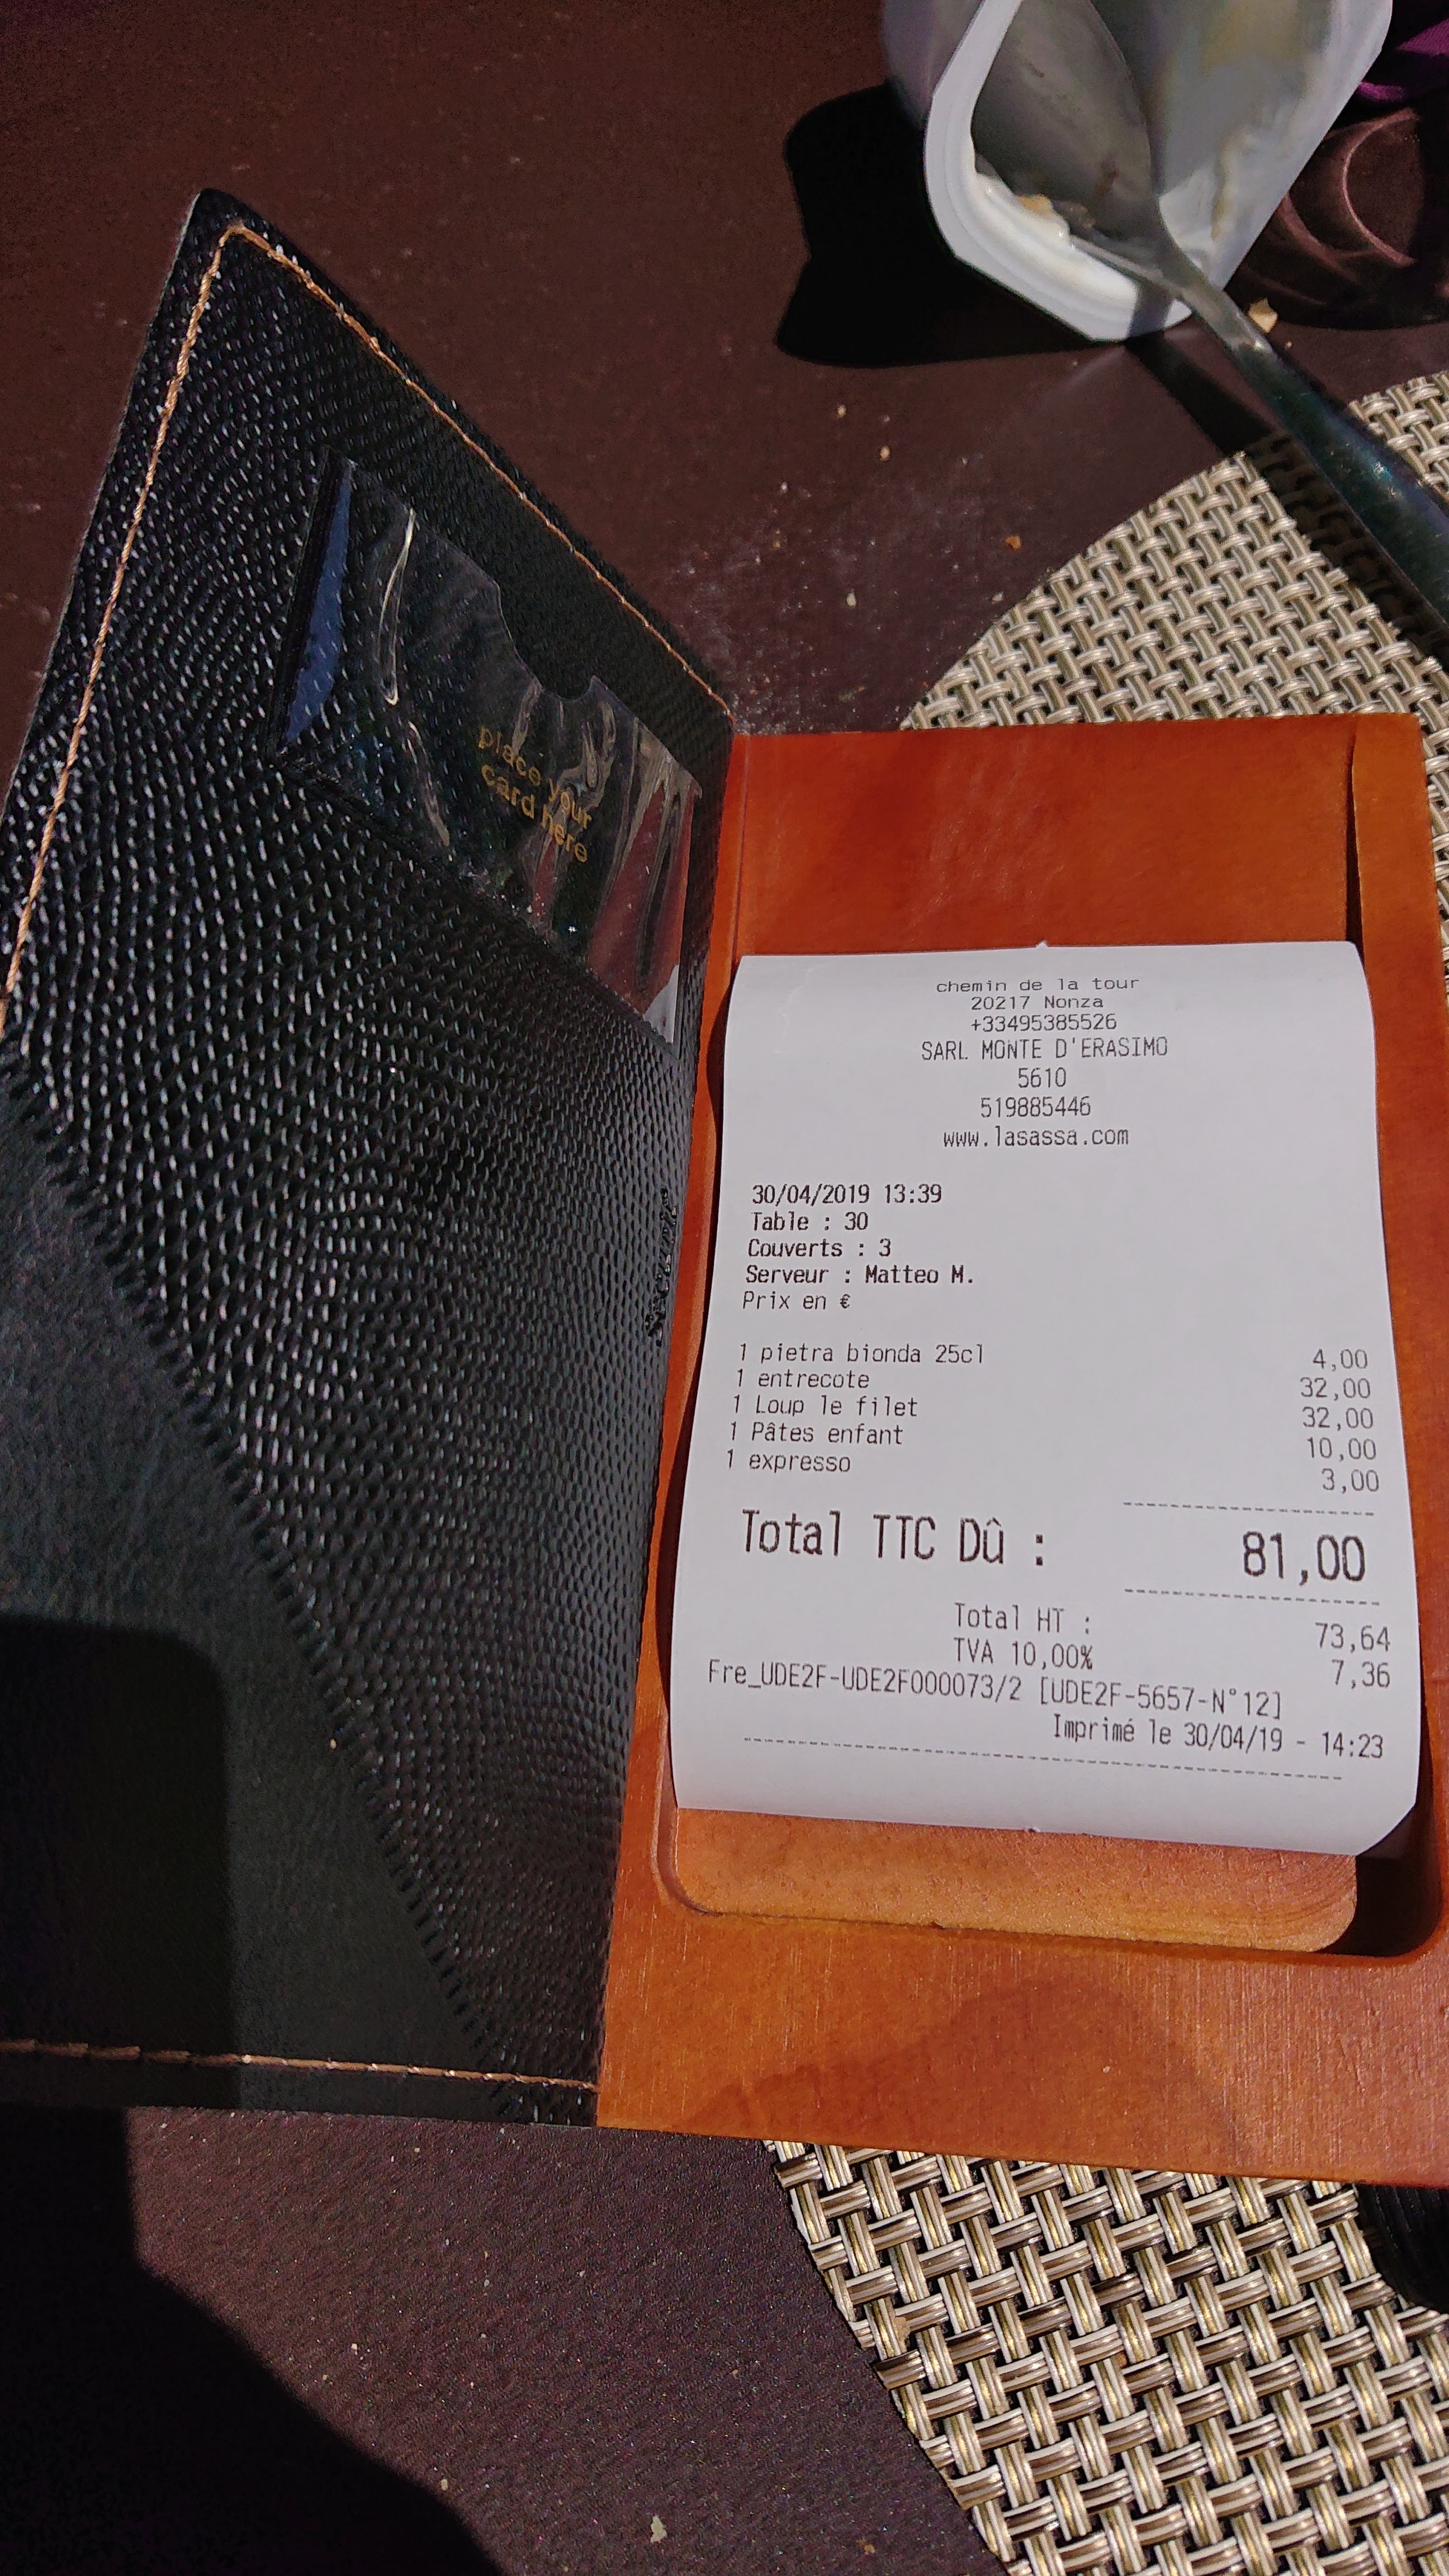 place your
card here
chemin de la tour
20217 Nonza
+33495385526
SARL MONTE D'ERASIMO
5610
519885446
www.lasassa.com
30/04/2019 13:39
Table : 30
Couverts : 3
Serveur : Matteo M.
Prix en €
1 pietra bionda 25cl 4,00
1 entrecote 32,00
1 Loup le filet 32,00
1 Pâtes enfant 10,00
1 expresso 3,00
Total TTC Dû : 81,00
Total HT : 73,64
TVA 10,00% 7,36
Fre_UDE2F-UDE2F000073/2 [UDE2F-5657-N°12]
Imprimé le 30/04/19 - 14:23